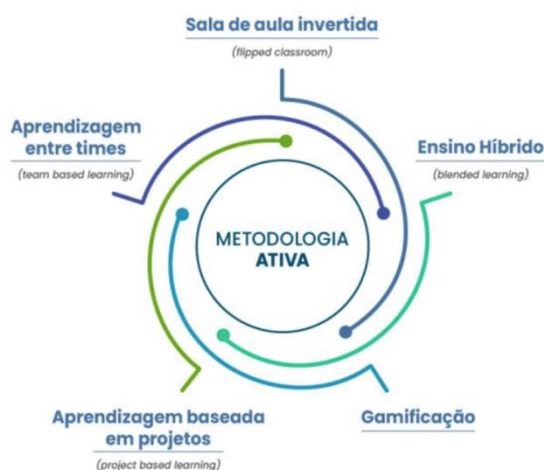 Sala de aula invertida
(flipped classroom)
Aprendizagem
entre times
(team based learning)
Ensino Híbrido
(blended learning)
METODOLOGIA
ATIVA
Aprendizagem baseada
em projetos
(project based learning)
Gamificação